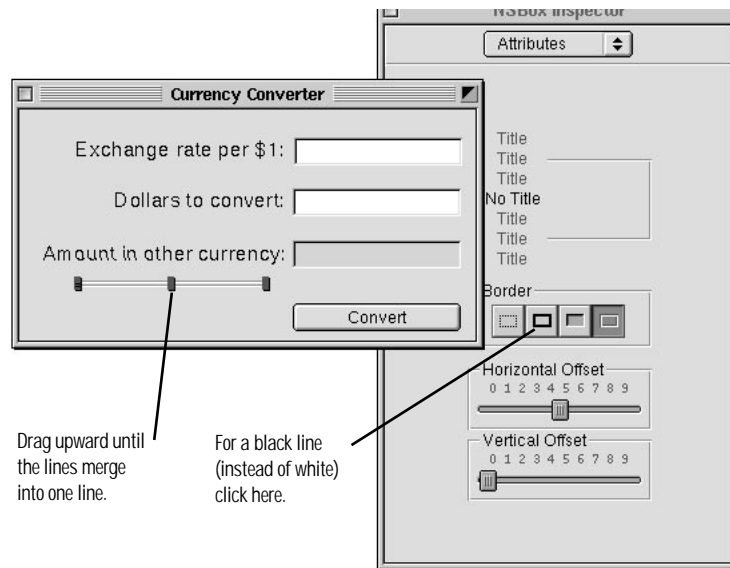 NSBox Inspector
Attributes
Currency Converter
Exchange rate per $1:
Dollars to convert:
Amount in other currency:
Convert
Title
Title
Title
No Title
Title
Title
Title
Border
Horizontal Offset
0 1 2 3 4 5 6 7 8 9
Vertical Offset
0 1 2 3 4 5 6 7 8 9
Drag upward until
the lines merge
into one line.
For a black line
(instead of white)
click here.